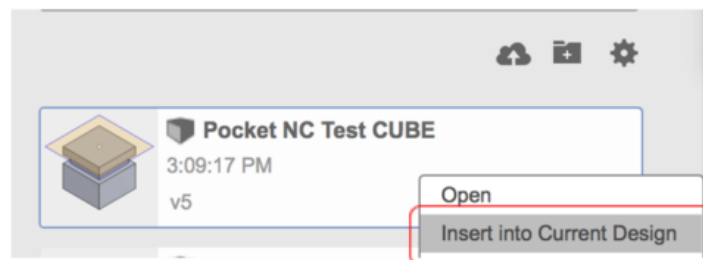 Pocket NC Test CUBE
3:09:17 PM
v5
Open
Insert into Current Design